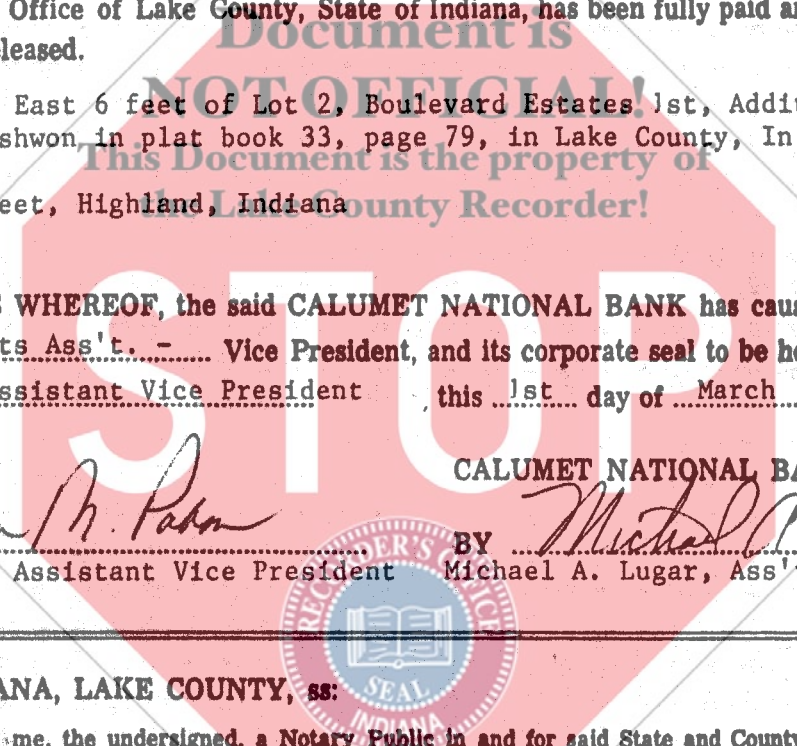 Office of Lake County, State of Indiana, has been fully paid
leased.
Document is
NOT OFFICIAL!
This Document is the property of
the Lake County Recorder!
East 6 feet of Lot 2, Boulevard Estates 1st,
shwon in plat book 33, page 79, in Lake County, In
eet, Highland, Indiana
STOP
WHEREOF, the said CALUMET NATIONAL BANK has
ts Ass't. - Vice President, and its corporate seal to be
ssistant Vice President this 1st day of March
CALUMET NATIONAL
M. Pabon
BY Michael
Assistant Vice President Michael A. Lugar, Ass'
RECORDER'S OFFICE
SEAL
INDIANA
ANA, LAKE COUNTY, ss:
me, the undersigned, a Notary Public in and for said State and County